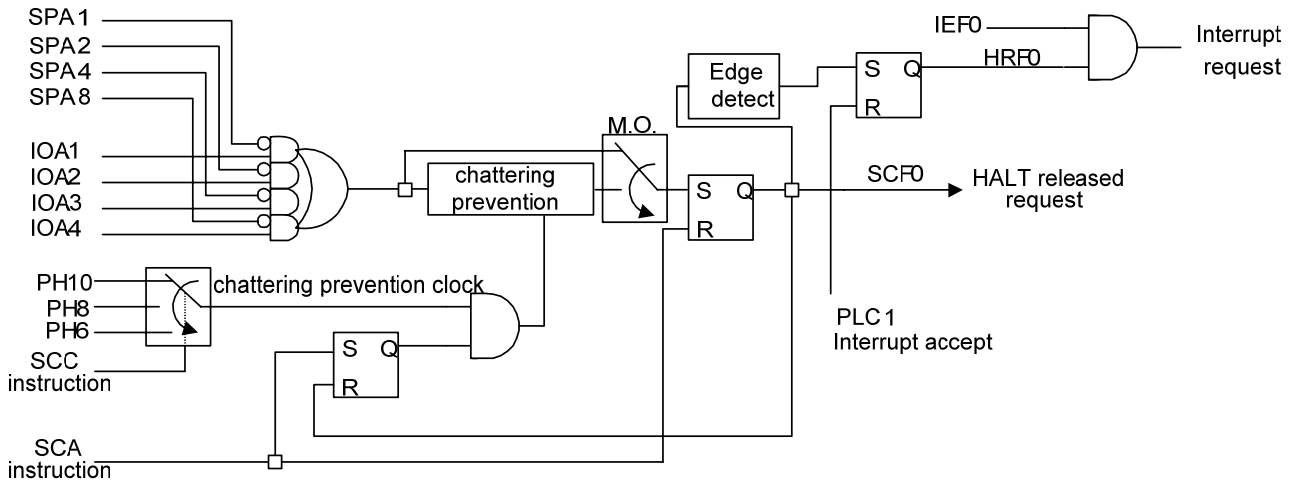 SPA1
SPA2
SPA4
SPA8
IOA1
IOA2
IOA3
IOA4
PH10
PH8
PH6
SCC
instruction
SCA
instruction
chattering prevention clock
chattering
prevention
M.O.
S Q
R
S Q
R
Edge
detect
S Q
R
IEF0
HRF0
Interrupt
request
SCF0
HALT released
request
PLC1
Interrupt accept